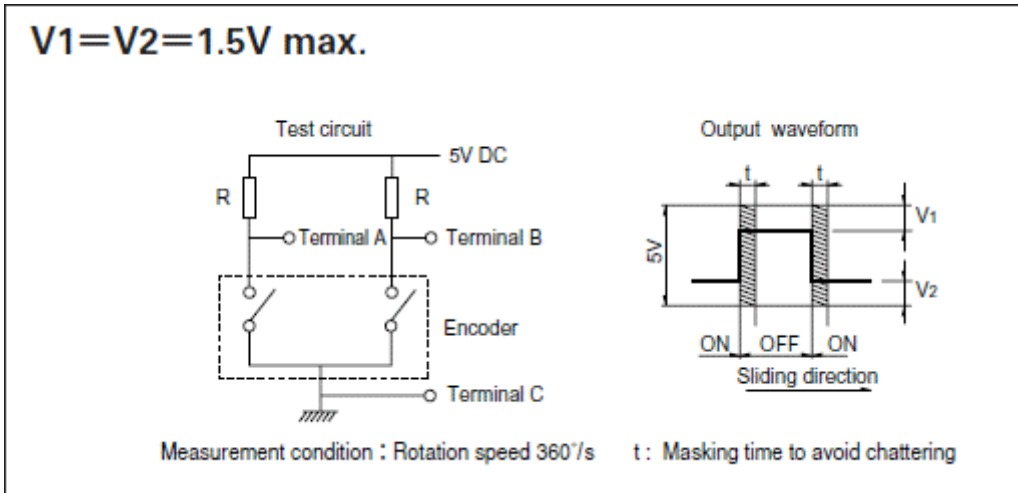 V1＝V2＝1.5V max.
Test circuit
5V DC
R
R
Terminal A
Terminal B
Encoder
Terminal C
Output waveform
t
t
V1
5V
V2
ON
OFF
ON
Sliding direction
Measurement condition：Rotation speed 360°/s
t : Masking time to avoid chattering